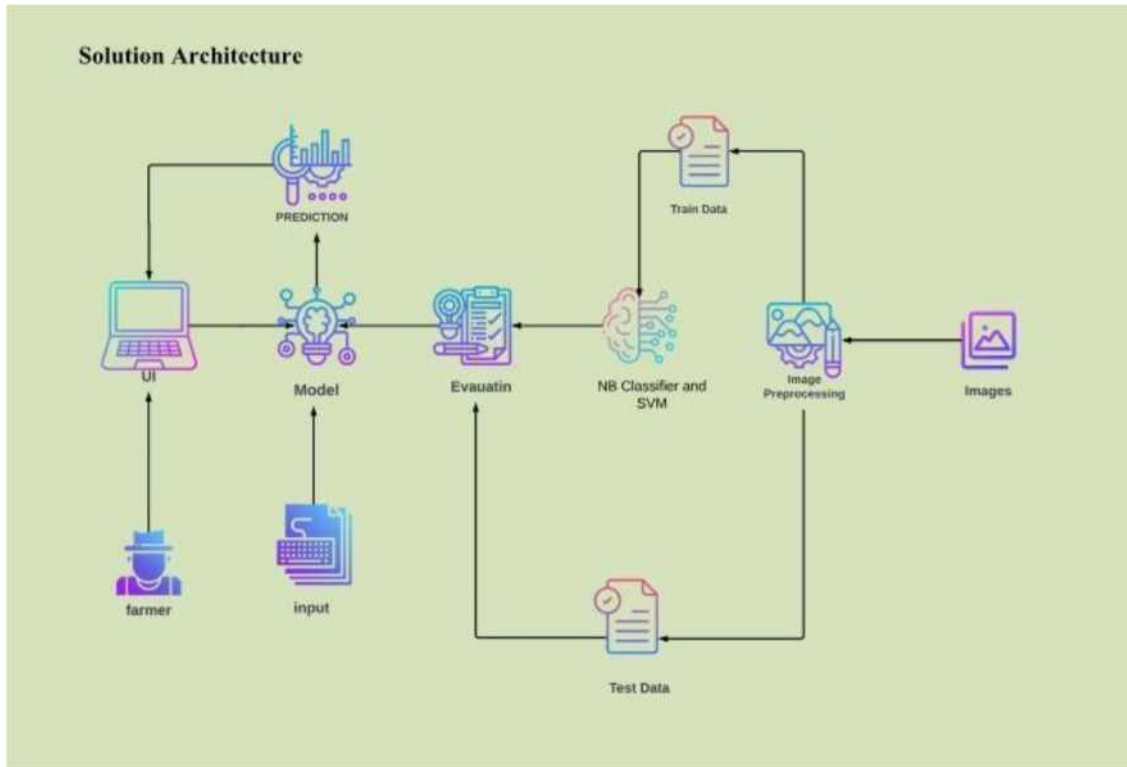 Solution Architecture
PREDICTION
Train Data
UI
Model
Evauatin
NB Classifier and
SVM
Image
Preprocessing
Images
farmer
input
Test Data